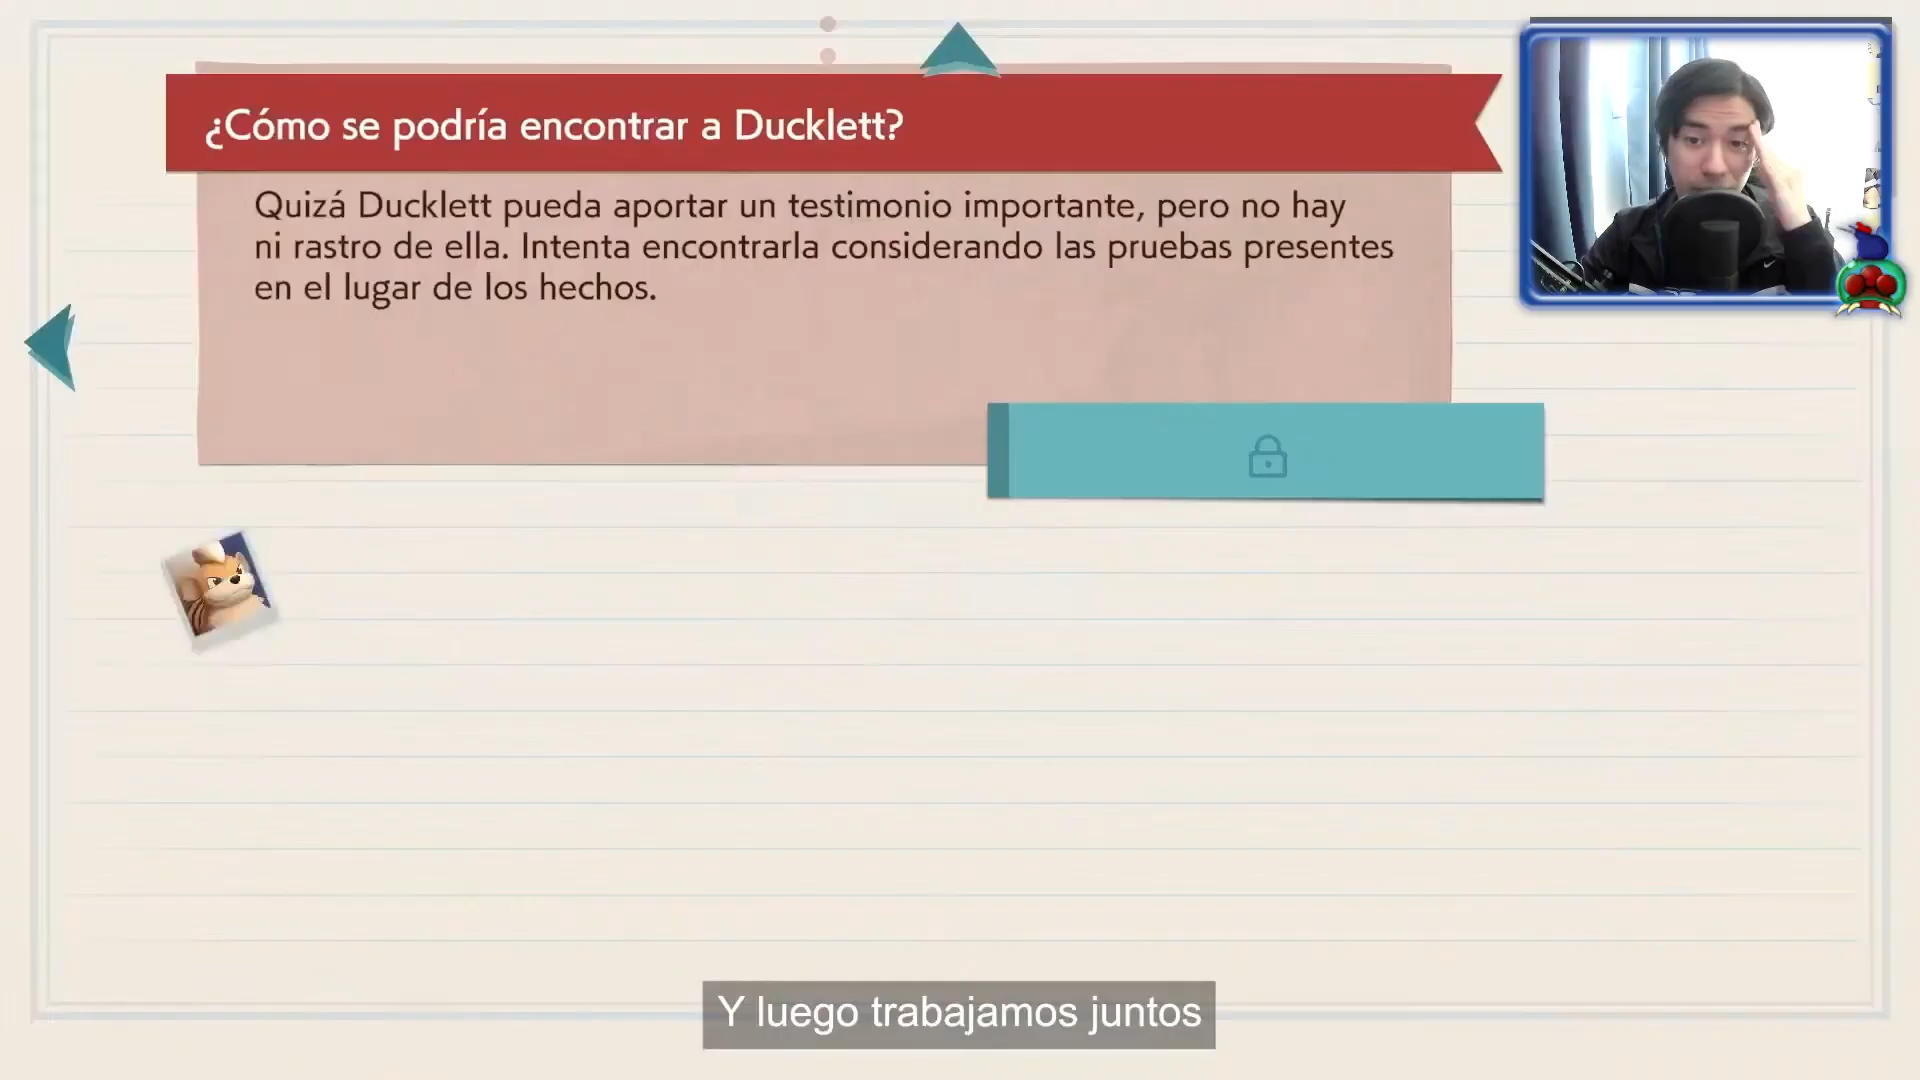 ¿Cómo se podría encontrar a Ducklett?
Quizá Ducklett pueda aportar un testimonio importante, pero no hay
ni rastro de ella. Intenta encontrarla considerando las pruebas presentes
en el lugar de los hechos.
Y luego trabajamos juntos